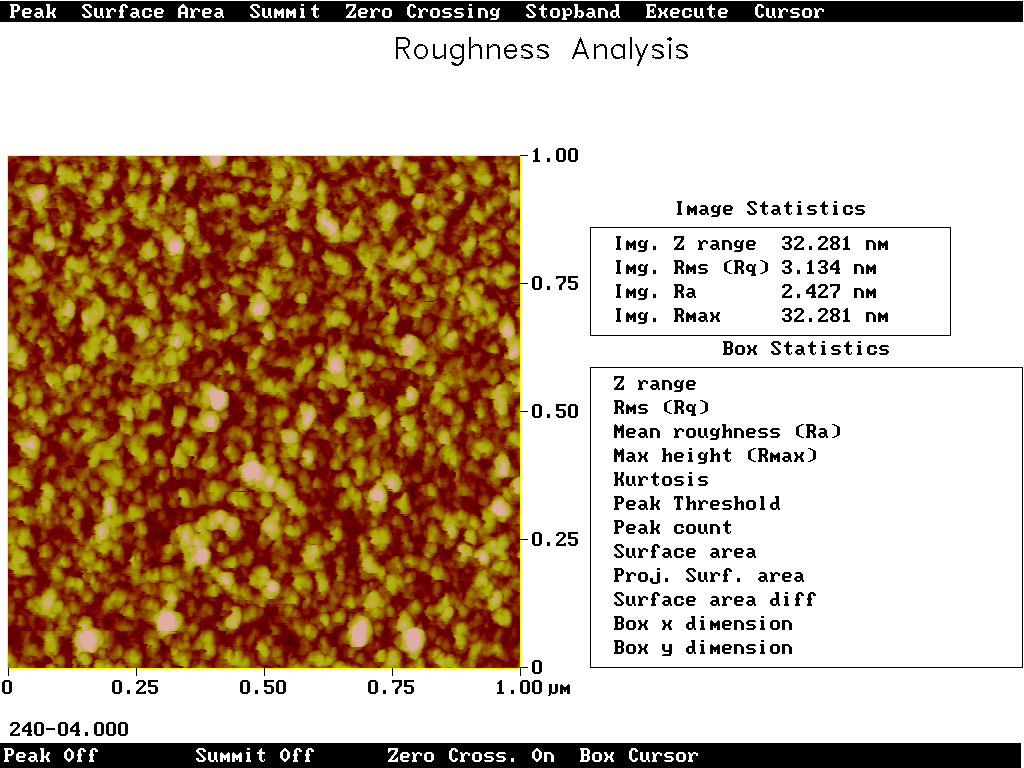 Peak Surface Area Summit Zero Crossing Stopband Execute Cursor
Roughness Analysis
1.00
0.75
0.50
0.25
0
0 0.25 0.50 0.75 1.00 µm
Image Statistics
Img. Z range 32.281 nm
Img. Rms (Rq) 3.134 nm
Img. Ra 2.427 nm
Img. Rmax 32.281 nm
Box Statistics
Z range
Rms (Rq)
Mean roughness (Ra)
Max height (Rmax)
Kurtosis
Peak Threshold
Peak count
Surface area
Proj. Surf. area
Surface area diff
Box x dimension
Box y dimension
240-04.000
Peak Off Summit Off Zero Cross. On Box Cursor